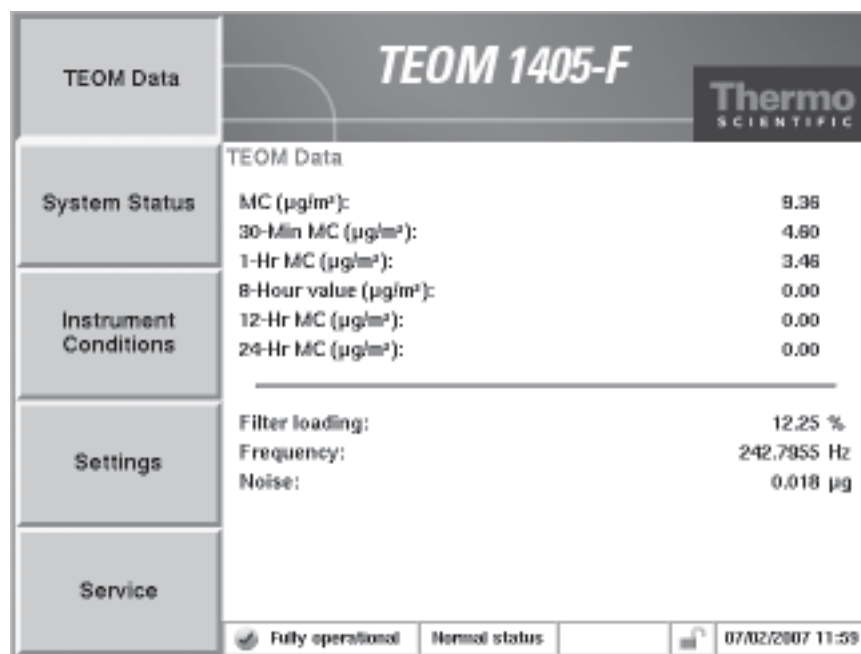 TEOM 1405-F
Thermo
SCIENTIFIC
TEOM Data
System Status
Instrument
Conditions
Settings
Service
TEOM Data
MC (µg/m³): 9.36
30-Min MC (µg/m³): 4.60
1-Hr MC (µg/m³): 3.46
8-Hour value (µg/m³): 0.00
12-Hr MC (µg/m³): 0.00
24-Hr MC (µg/m³): 0.00
Filter loading: 12.25 %
Frequency: 242.7955 Hz
Noise: 0.018 µg
Fully operational Normal status 07/02/2007 11:59